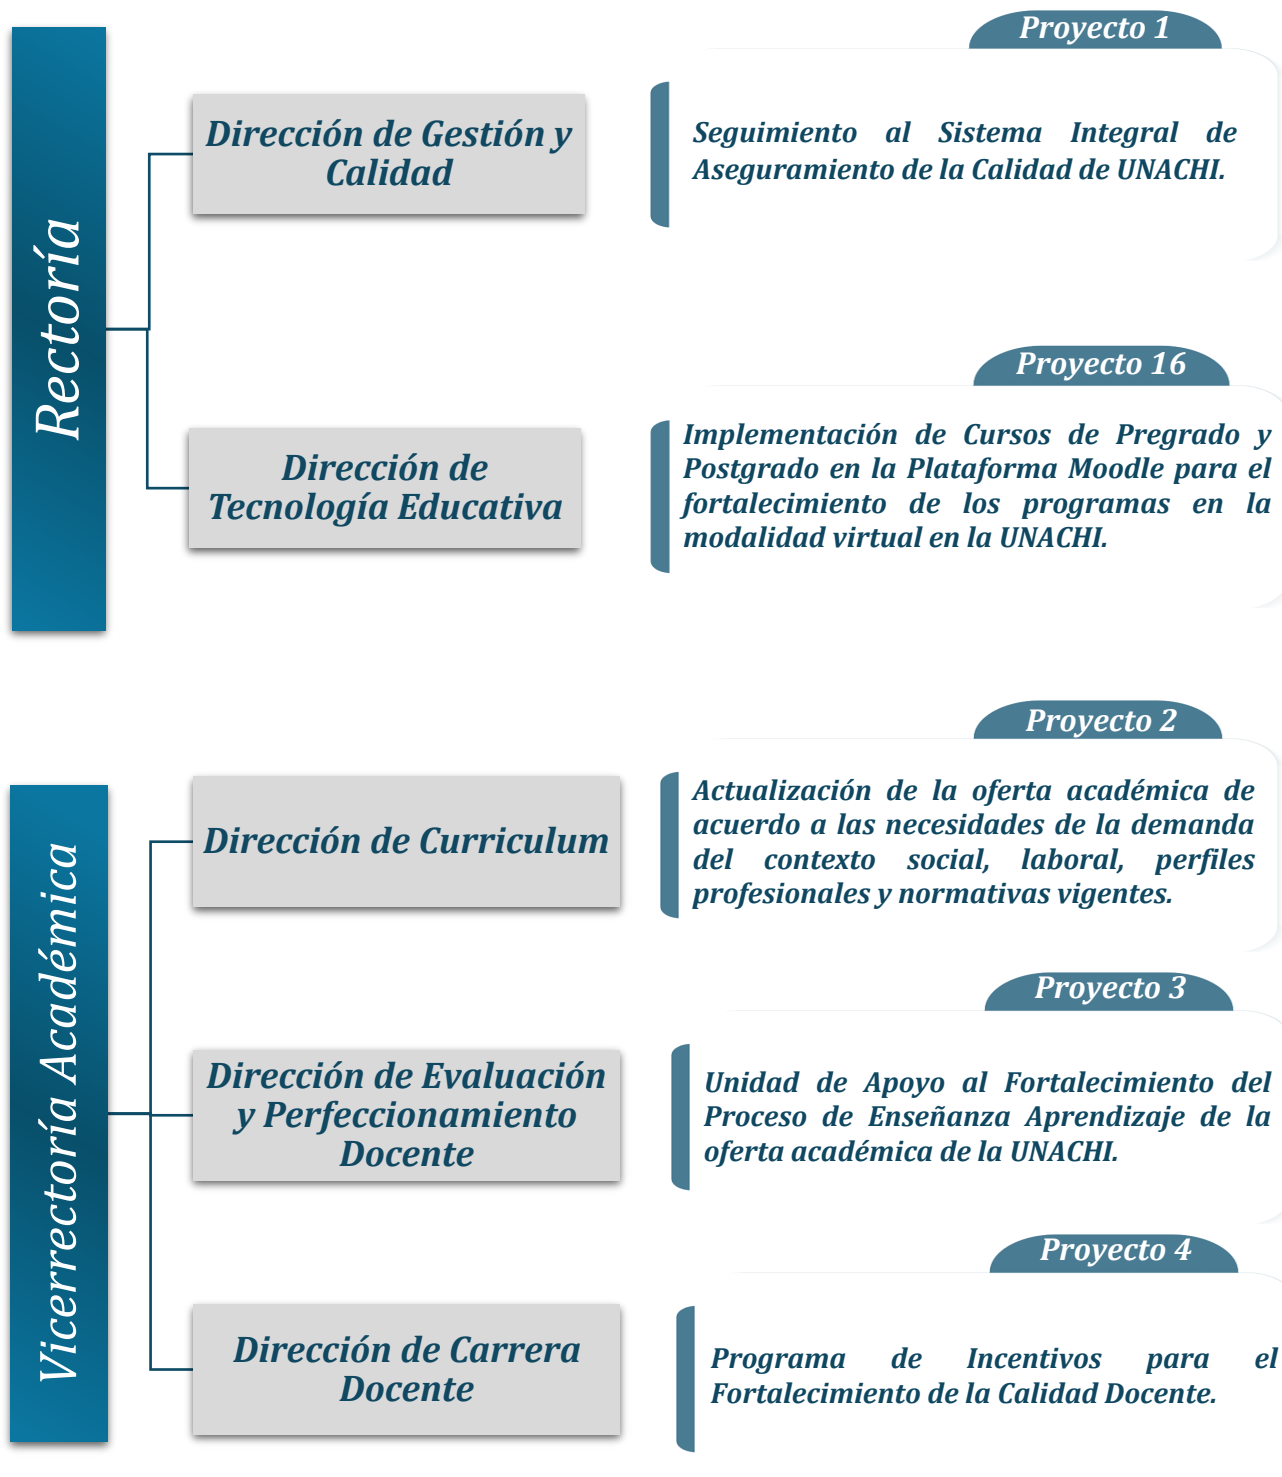 Rectoría
Proyecto 1
Dirección de Gestión y
Calidad
Seguimiento al Sistema Integral de
Aseguramiento de la Calidad de UNACHI.
Proyecto 16
Dirección de
Tecnología Educativa
Implementación de Cursos de Pregrado y
Postgrado en la Plataforma Moodle para el
fortalecimiento de los programas en la
modalidad virtual en la UNACHI.
Vicerrectoría Académica
Proyecto 2
Dirección de Curriculum
Actualización de la oferta académica de
acuerdo a las necesidades de la demanda
del contexto social, laboral, perfiles
profesionales y normativas vigentes.
Proyecto 3
Dirección de Evaluación
y Perfeccionamiento
Docente
Unidad de Apoyo al Fortalecimiento del
Proceso de Enseñanza Aprendizaje de la
oferta académica de la UNACHI.
Proyecto 4
Dirección de Carrera
Docente
Programa de Incentivos para el
Fortalecimiento de la Calidad Docente.